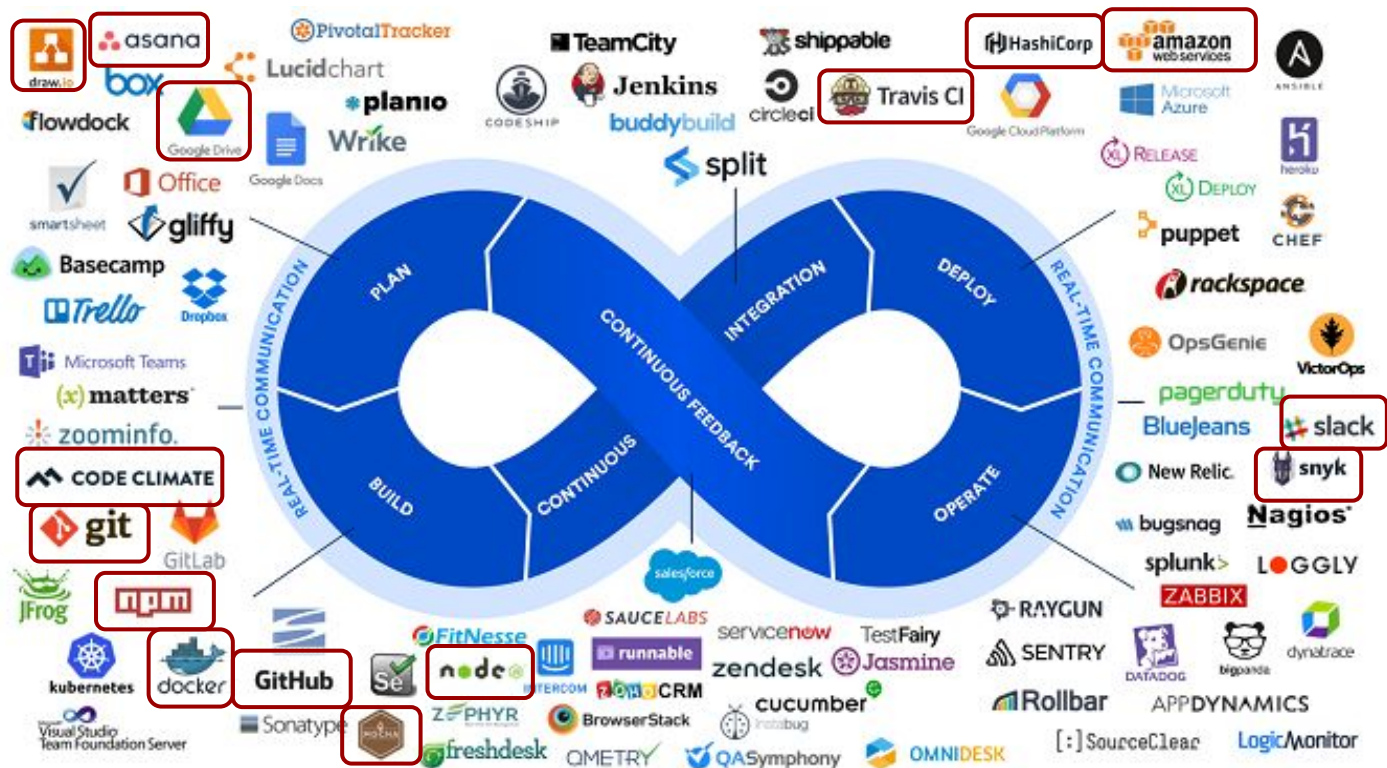 draw.io
asana
box
PivotalTracker
Lucidchart
planio
flowdock
Google Drive
Google Docs
Wrike
TeamCity
shippable
CODESHIP
Jenkins
buddybuild
circleci
Travis CI
split
HashiCorp
amazon
webservices
ANSIBLE
Google Cloud Platform
Microsoft
Azure
XL RELEASE
XL DEPLOY
heroku
smartsheet
Office
gliffy
Basecamp
Trello
Dropbox
puppet
CHEF
rackspace
PLAN
CONTINUOUS FEEDBACK
INTEGRATION
DEPLOY
REAL-TIME COMMUNICATION
REAL-TIME COMMUNICATION
BUILD
CONTINUOUS
OPERATE
Microsoft Teams
(x)matters
zoominfo.
CODE CLIMATE
git
GitLab
JFrog
npm
kubernetes
docker
GitHub
Visual Studio
Team Foundation Server
Sonatype
Se
MOCHA
OpsGenie
VictorOps
pagerduty
BlueJeans
slack
New Relic.
snyk
bugsnag
Nagios
splunk>
LOGGLY
ZABBIX
salesforce
SAUCELABS
FitNesse
node
INTERCOM
runnable
servicenow
TestFairy
zendesk
Jasmine
ZOHO CRM
ZEPHYR
BrowserStack
cucumber
instabug
freshdesk
QMETRY
QASymphony
OMNIDESK
RAYGUN
SENTRY
DATADOG
bigpanda
dynatrace
Rollbar
APPDYNAMICS
[:]SourceClear
LogicMonitor